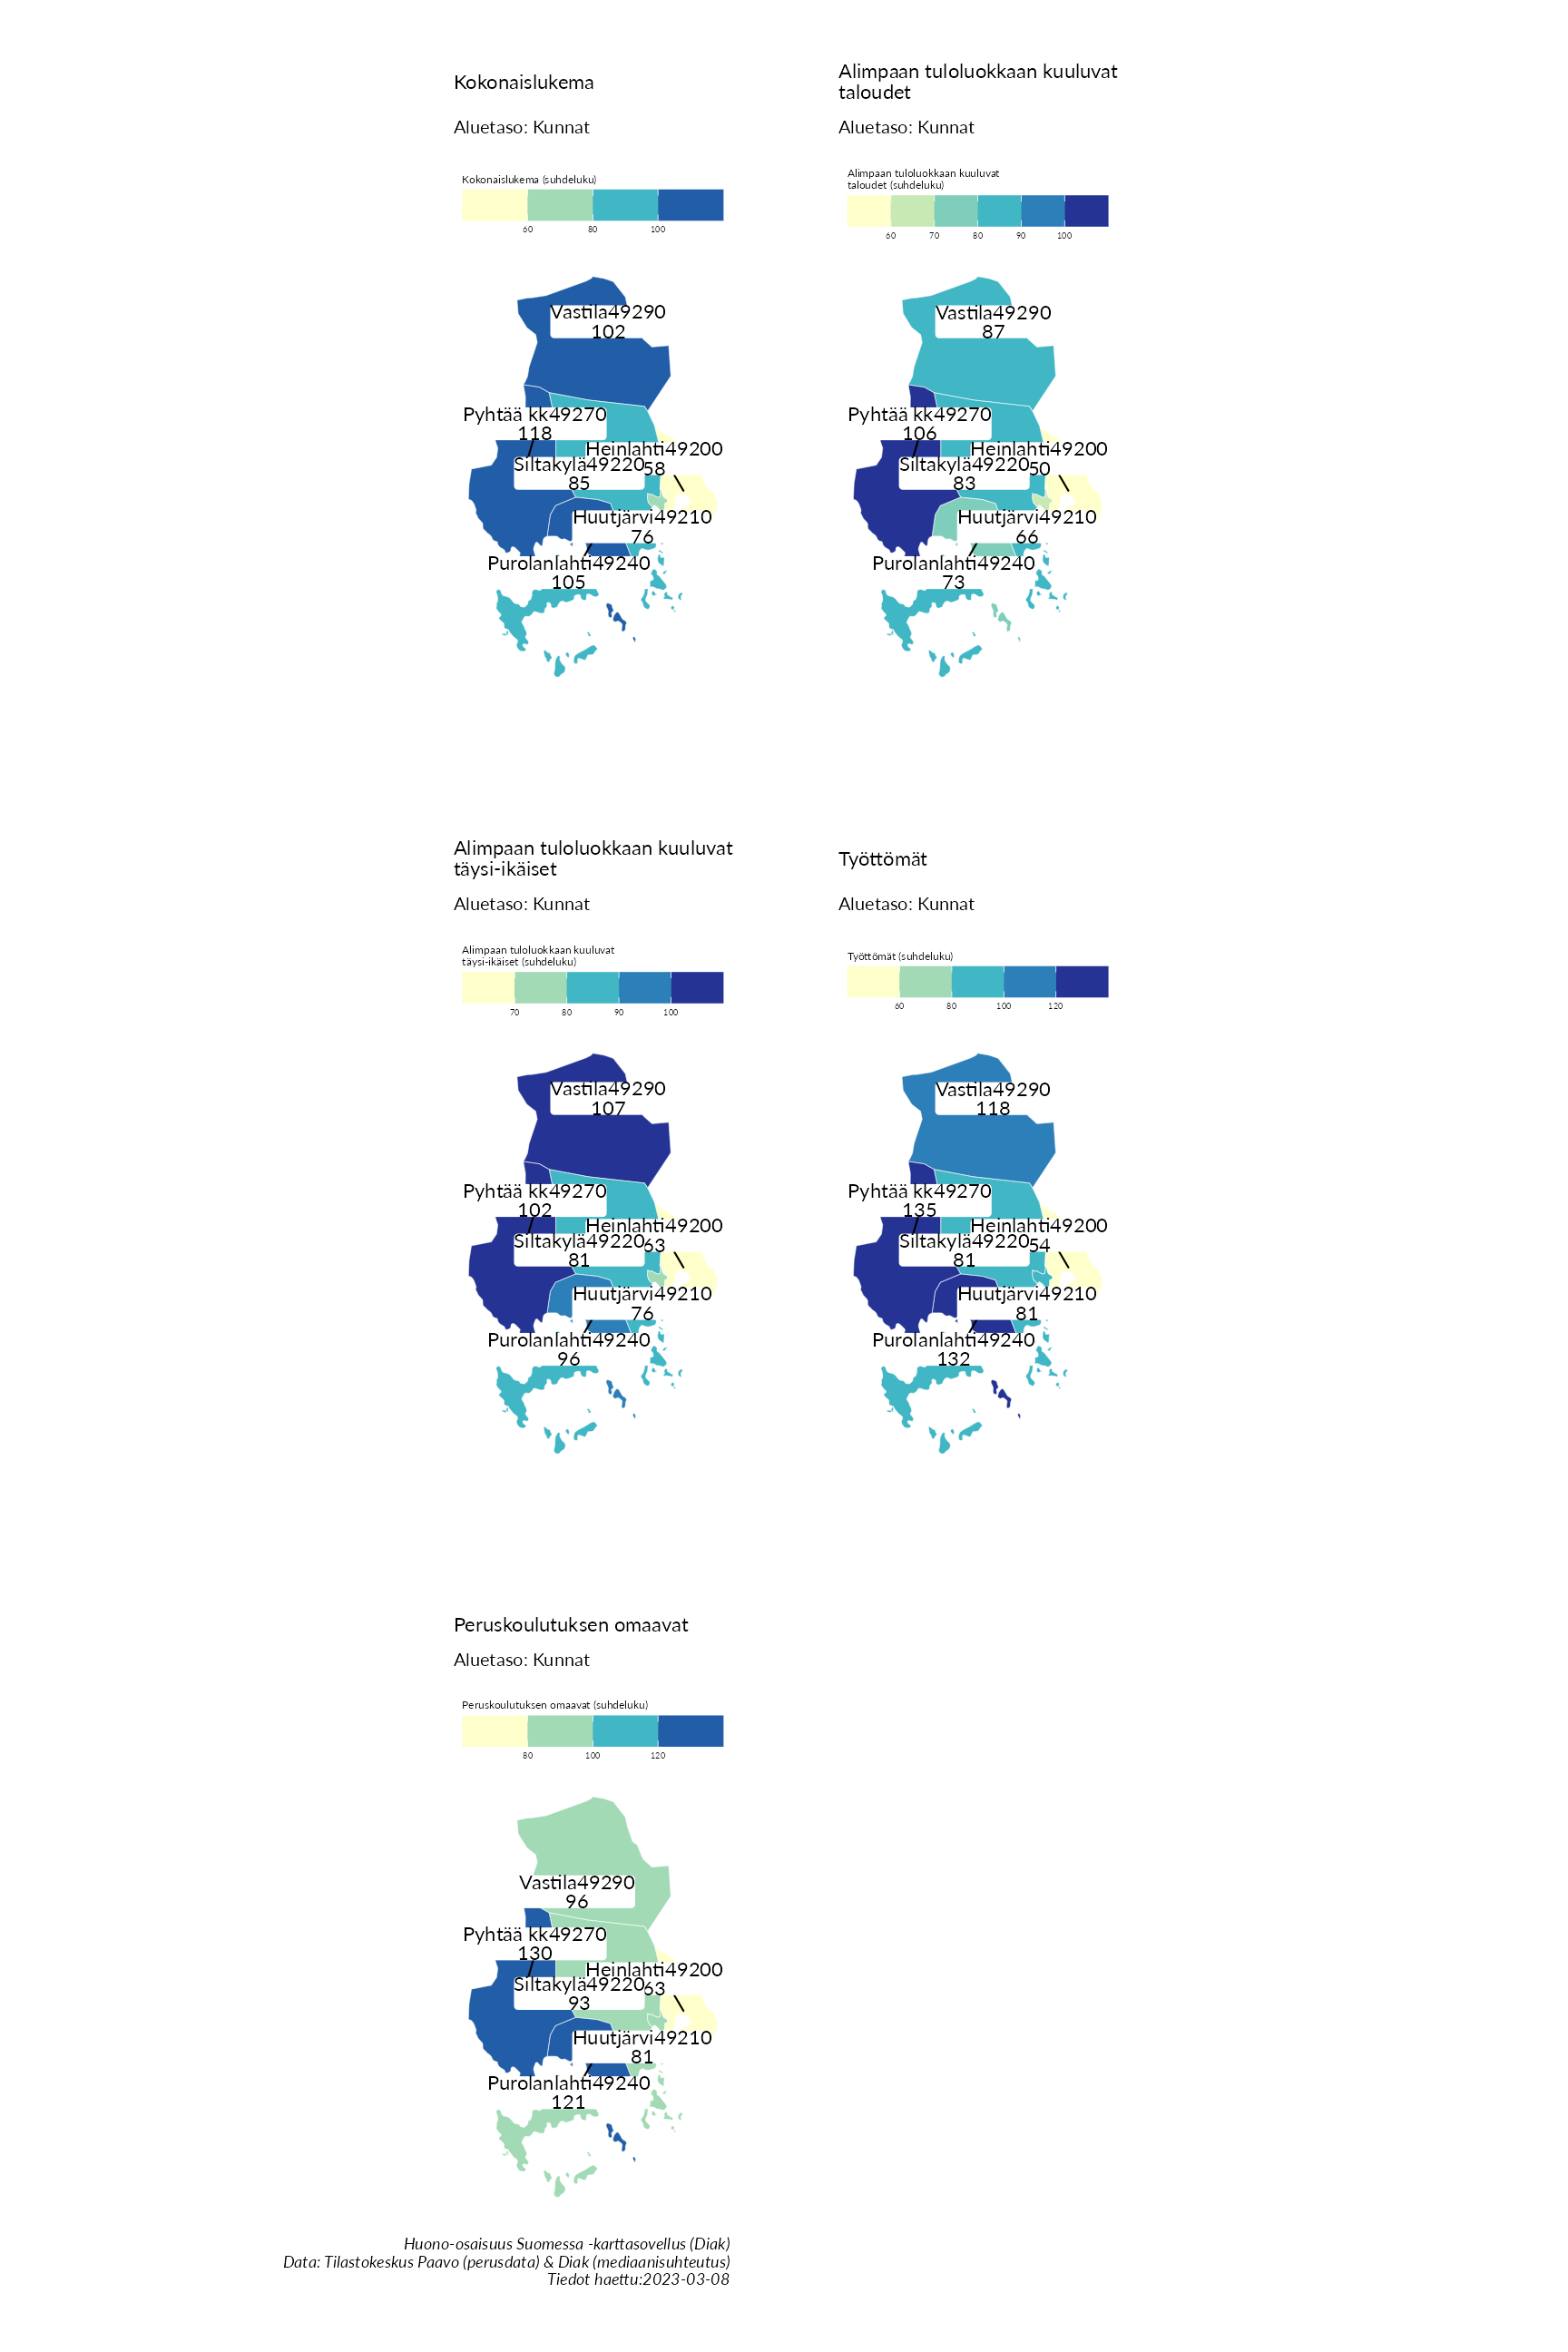 Kokonaislukema
Aluetaso: Kunnat
Kokonaislukema (suhdeluku)
60 80 100
Vastila49290
102
Pyhtää kk49270
118
Heinlahti49200
58
Siltakylä49220
85
Huutjärvi49210
76
Purolanlahti49240
105
Alimpaan tuloluokkaan kuuluvat
taloudet
Aluetaso: Kunnat
Alimpaan tuloluokkaan kuuluvat
taloudet (suhdeluku)
60 70 80 90 100
Vastila49290
87
Pyhtää kk49270
106
Heinlahti49200
50
Siltakylä49220
83
Huutjärvi49210
66
Purolanlahti49240
73
Alimpaan tuloluokkaan kuuluvat
täysi-ikäiset
Aluetaso: Kunnat
Alimpaan tuloluokkaan kuuluvat
täysi-ikäiset (suhdeluku)
70 80 90 100
Vastila49290
107
Pyhtää kk49270
102
Heinlahti49200
63
Siltakylä49220
81
Huutjärvi49210
76
Purolanlahti49240
96
Työttömät
Aluetaso: Kunnat
Työttömät (suhdeluku)
60 80 100 120
Vastila49290
118
Pyhtää kk49270
135
Heinlahti49200
54
Siltakylä49220
81
Huutjärvi49210
81
Purolanlahti49240
132
Peruskoulutuksen omaavat
Aluetaso: Kunnat
Peruskoulutuksen omaavat (suhdeluku)
80 100 120
Vastila49290
96
Pyhtää kk49270
130
Heinlahti49200
63
Siltakylä49220
93
Huutjärvi49210
81
Purolanlahti49240
121
Huono-osaisuus Suomessa -karttasovellus (Diak)
Data: Tilastokeskus Paavo (perusdata) & Diak (mediaanisuhteutus)
Tiedot haettu:2023-03-08